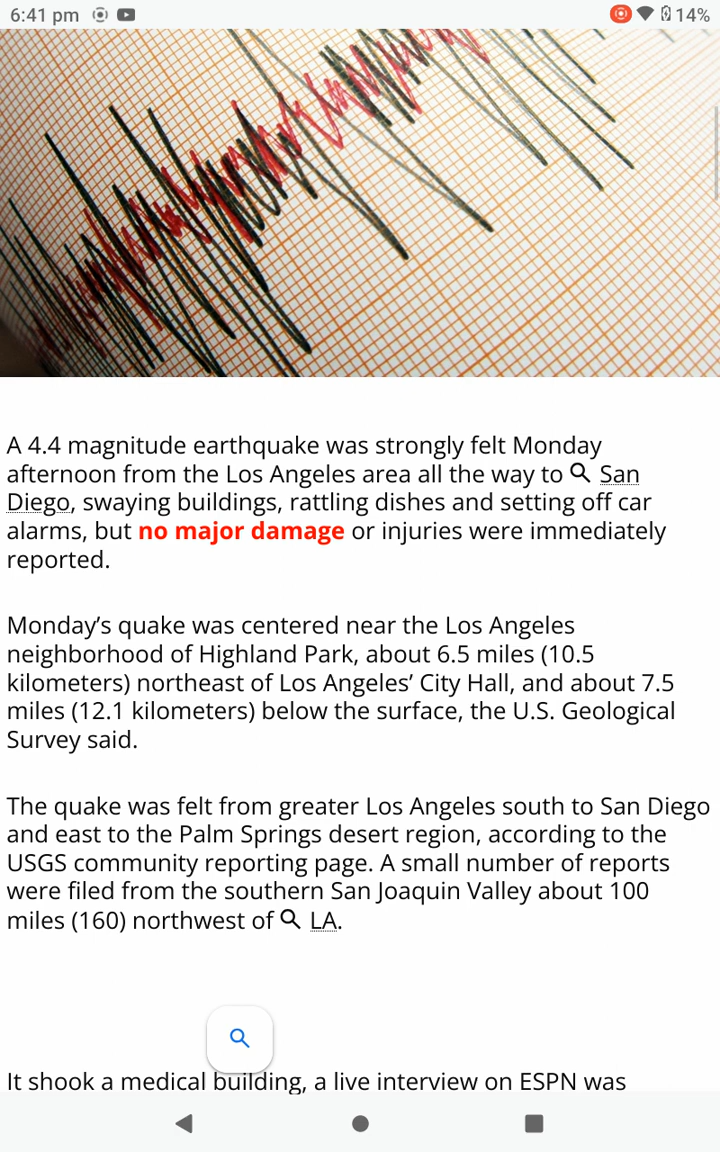 6:41 pm
14%
A 4.4 magnitude earthquake was strongly felt Monday
afternoon from the Los Angeles area all the way to San
Diego, swaying buildings, rattling dishes and setting off car
alarms, but no major damage or injuries were immediately
reported.
Monday’s quake was centered near the Los Angeles
neighborhood of Highland Park, about 6.5 miles (10.5
kilometers) northeast of Los Angeles’ City Hall, and about 7.5
miles (12.1 kilometers) below the surface, the U.S. Geological
Survey said.
The quake was felt from greater Los Angeles south to San Diego
and east to the Palm Springs desert region, according to the
USGS community reporting page. A small number of reports
were filed from the southern San Joaquin Valley about 100
miles (160) northwest of LA.
It shook a medical building, a live interview on ESPN was